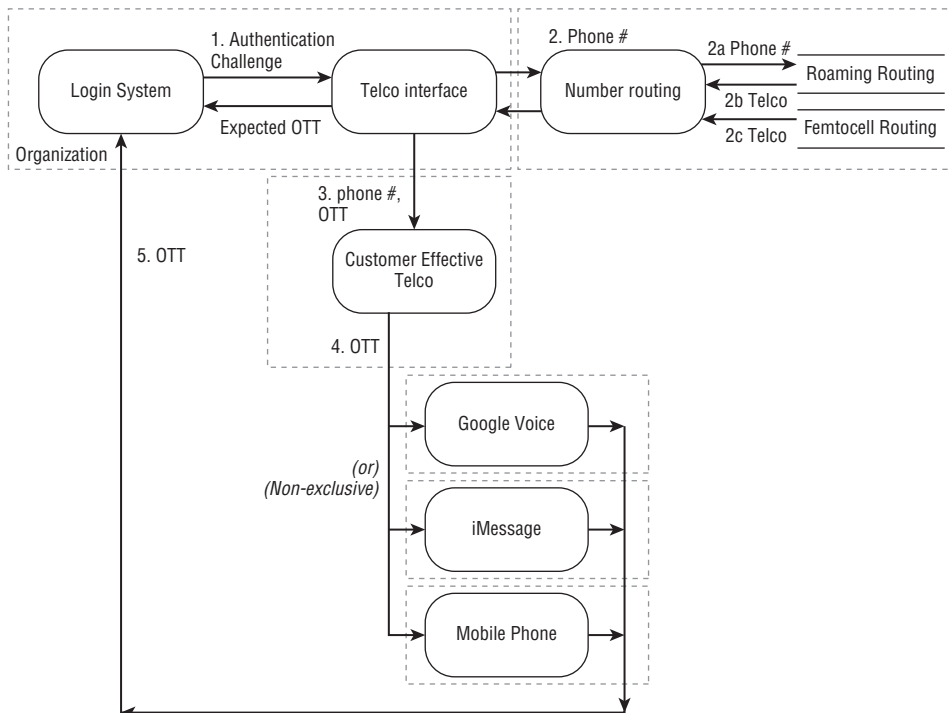 1. Authentication
Challenge
Login System
Telco interface
Expected OTT
Organization
2. Phone #
Number routing
2a Phone #
Roaming Routing
2b Telco
2c Telco
Femtocell Routing
3. phone #,
OTT
Customer Effective
Telco
5. OTT
4. OTT
Google Voice
(or)
(Non-exclusive)
iMessage
Mobile Phone